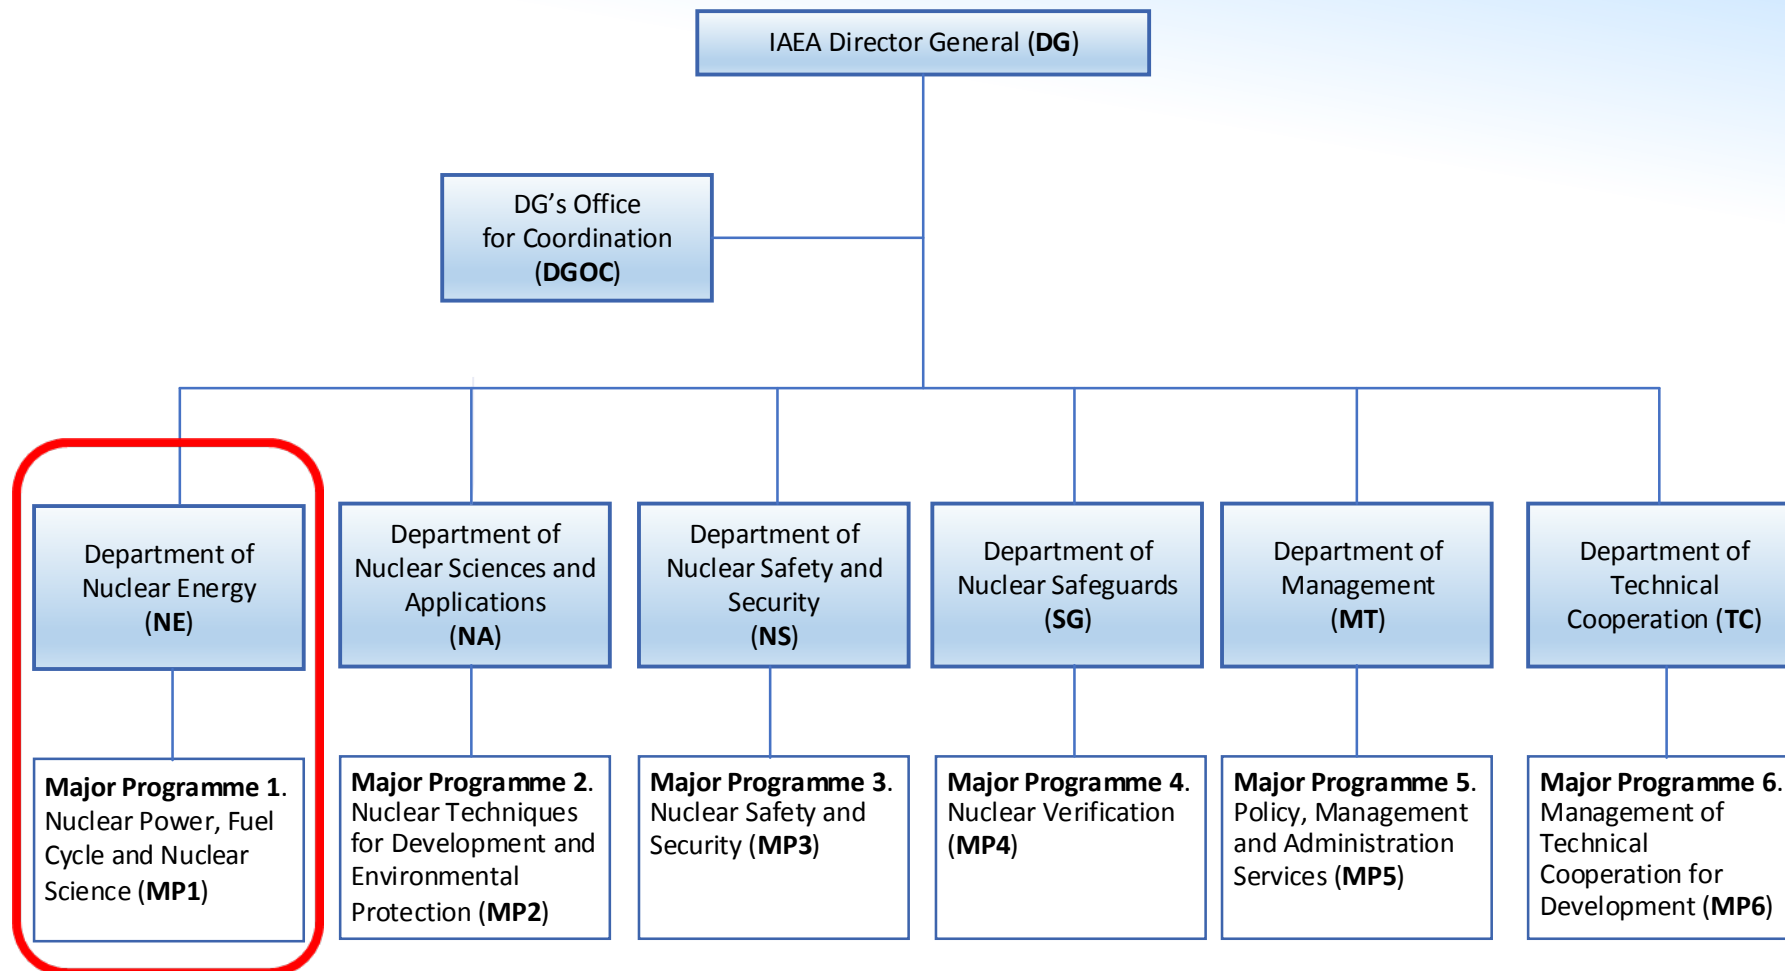 IAEA Director General (DG)
DG’s Office
for Coordination
(DGOC)
Department of
Nuclear Energy
(NE)
Department of
Nuclear Sciences and
Applications
(NA)
Department of
Nuclear Safety and
Security
(NS)
Department of
Nuclear Safeguards
(SG)
Department of
Management
(MT)
Department of
Technical
Cooperation (TC)
Major Programme 1.
Nuclear Power, Fuel
Cycle and Nuclear
Science (MP1)
Major Programme 2.
Nuclear Techniques
for Development and
Environmental
Protection (MP2)
Major Programme 3.
Nuclear Safety and
Security (MP3)
Major Programme 4.
Nuclear Verification
(MP4)
Major Programme 5.
Policy, Management
and Administration
Services (MP5)
Major Programme 6.
Management of
Technical
Cooperation for
Development (MP6)